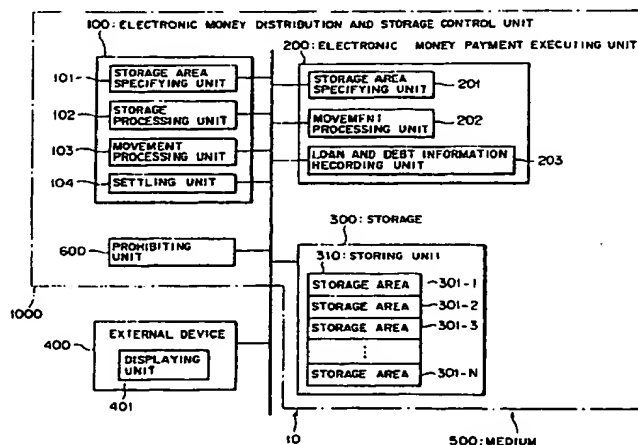 100: ELECTRONIC MONEY DISTRIBUTION AND STORAGE CONTROL UNIT
200: ELECTRONIC MONEY PAYMENT EXECUTING UNIT
101
STORAGE AREA
SPECIFYING UNIT
102
STORAGE
PROCESSING UNIT
103
MOVEMENT
PROCESSING UNIT
104
SETTLING UNIT
STORAGE AREA
SPECIFYING UNIT
201
MOVEMENT
PROCESSING UNIT
202
LOAN AND DEBT INFORMATION
RECORDING UNIT
203
600
PROHIBITING
UNIT
300: STORAGE
310: STORING UNIT
STORAGE AREA
301-1
STORAGE AREA
301-2
STORAGE AREA
301-3
⋮
STORAGE AREA
301-N
1000
400
EXTERNAL DEVICE
DISPLAYING
UNIT
401
10
500: MEDIUM